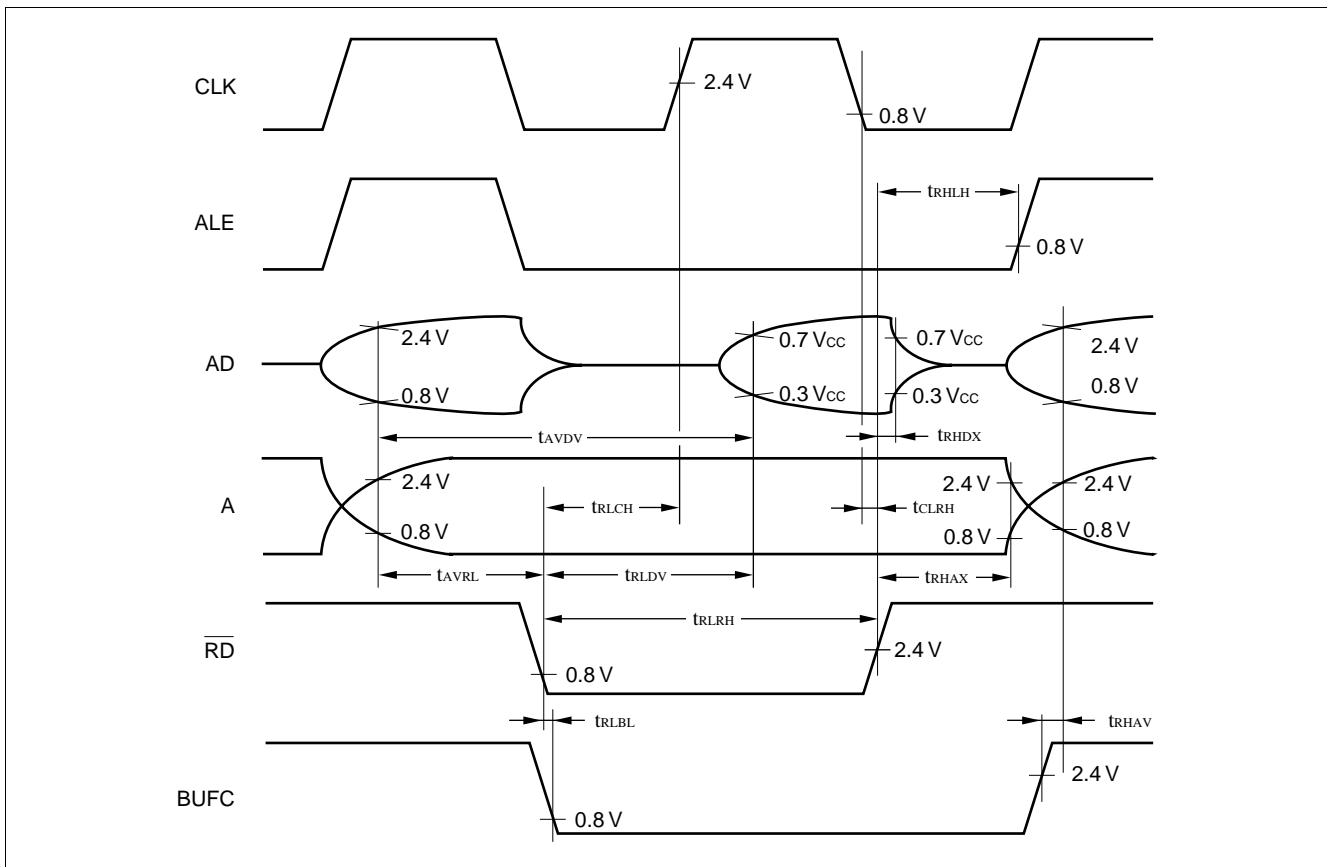 CLK
2.4 V
0.8 V
tRHLH
ALE
0.8 V
AD
2.4 V
0.7 VCC
0.7 VCC
2.4 V
0.8 V
0.3 VCC
0.3 VCC
0.8 V
tAVDV
tRHDX
A
2.4 V
2.4 V
2.4 V
tRLCH
tCLRH
0.8 V
0.8 V
0.8 V
tAVRL
tRLDV
tRHAX
tRLRH
RD
2.4 V
0.8 V
tRLBL
tRHAV
BUFC
2.4 V
0.8 V